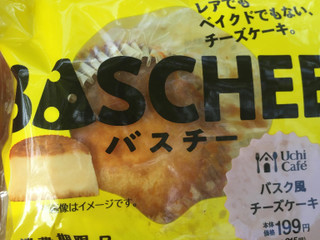 レアでも
ベイクドでもない、
チーズケーキ。
BASCHEE
バスチー
Uchi
Café
バスク風
チーズケーキ
本体
価格 199円
画像はイメージです。